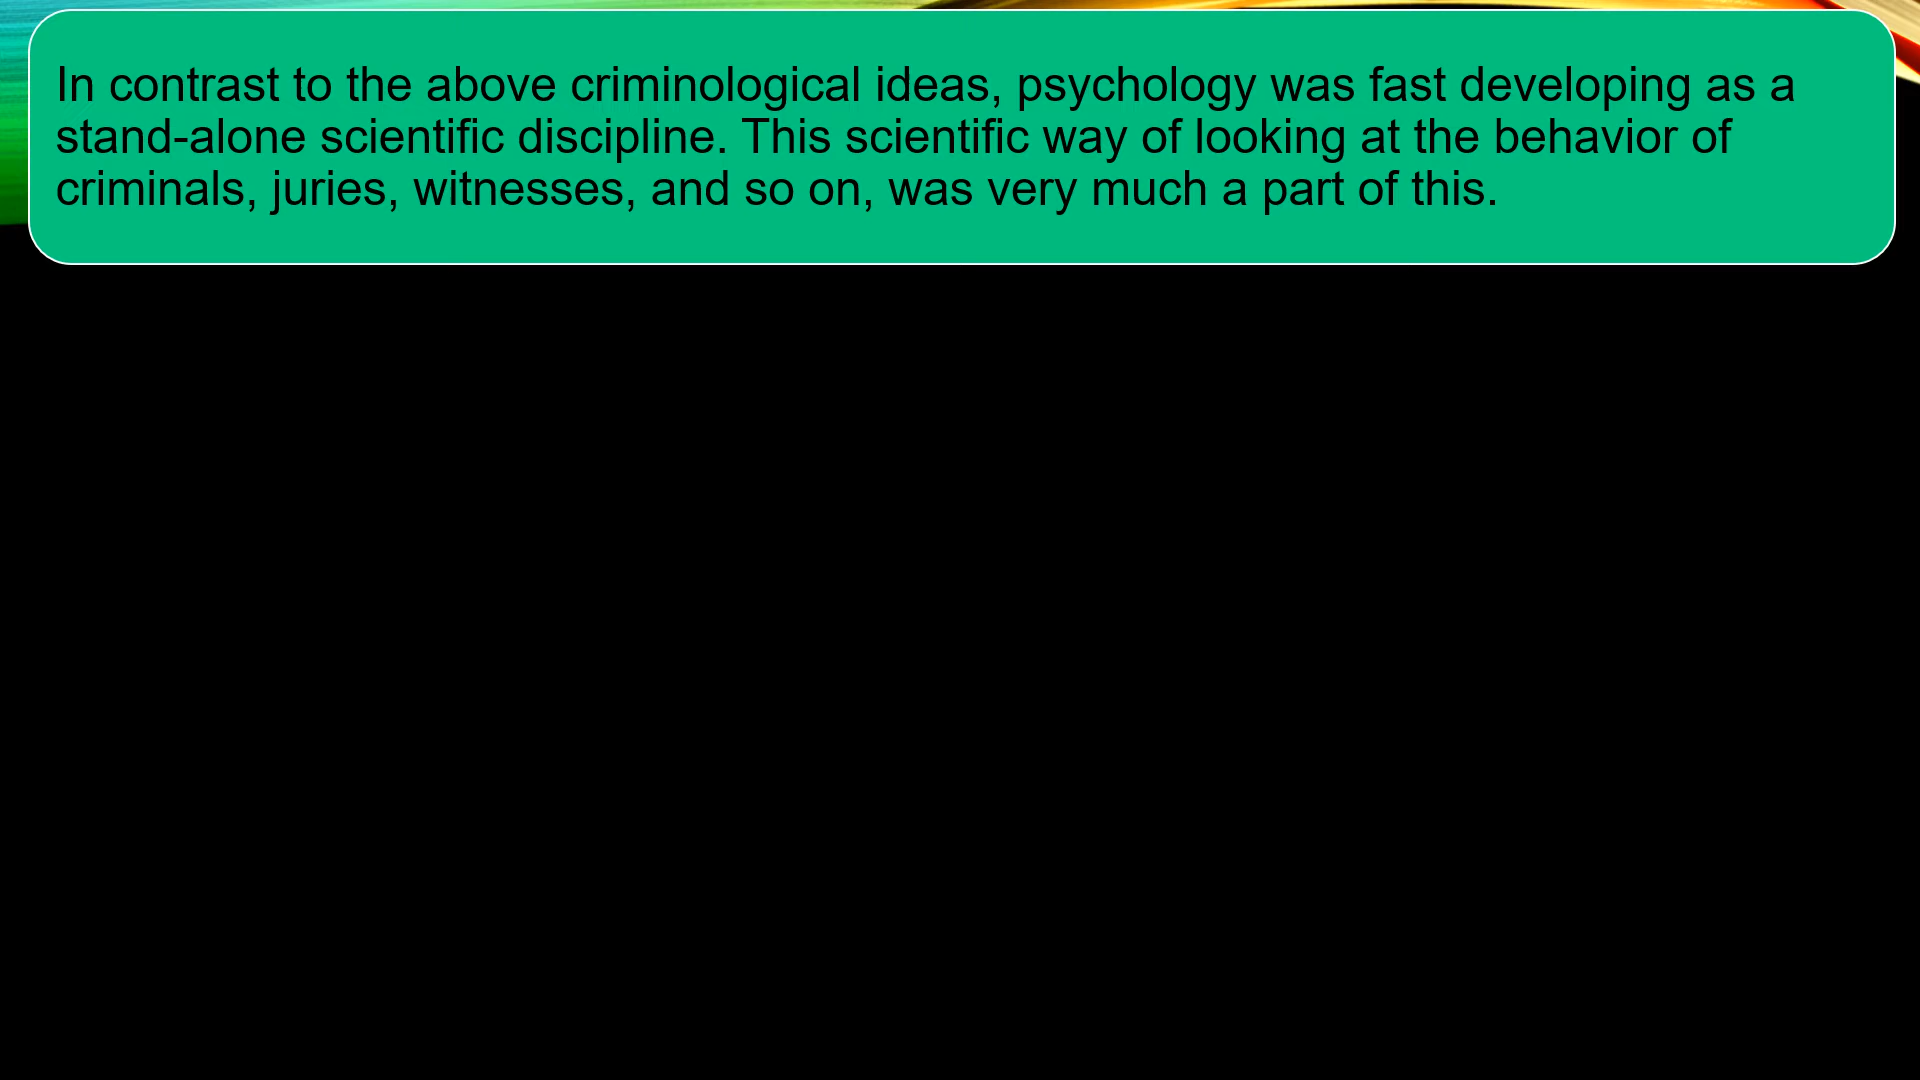 In contrast to the above criminological ideas, psychology was fast developing as a
stand-alone scientific discipline. This scientific way of looking at the behavior of
criminals, juries, witnesses, and so on, was very much a part of this.